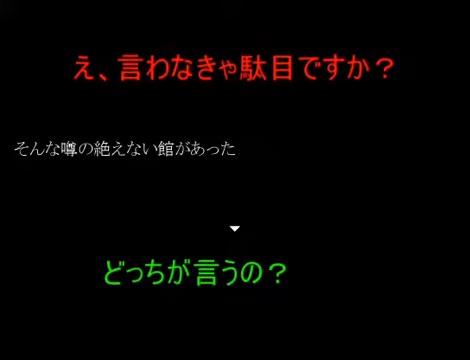 え、言わなきゃ駄目ですか？
そんな噂の絶えない館があった
どっちが言うの？